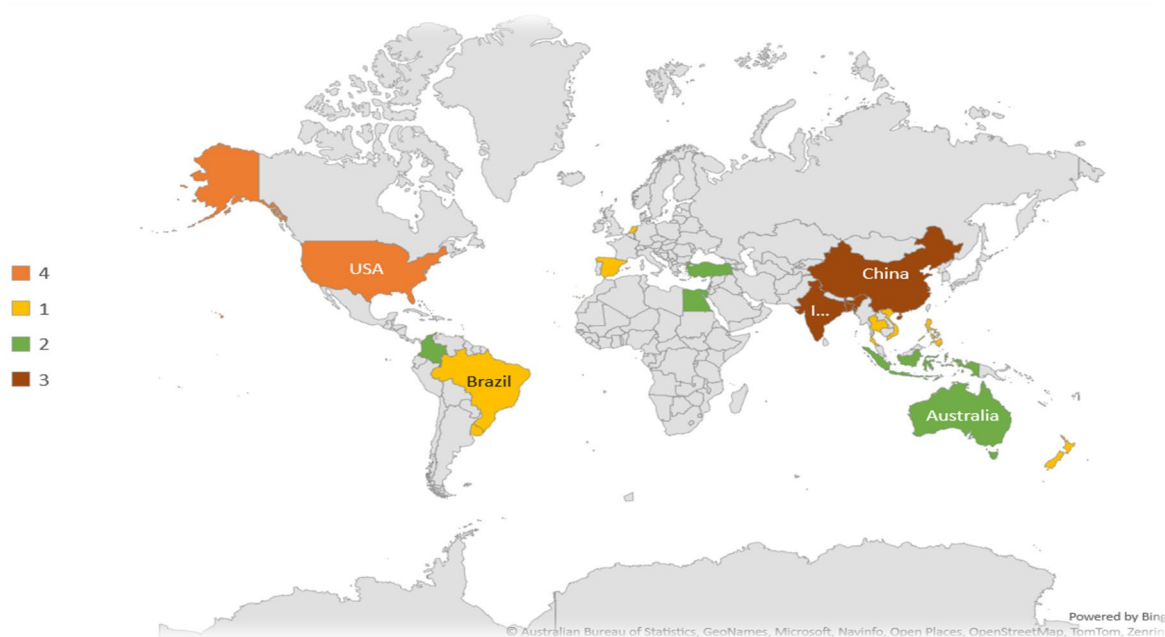 USA
4
China
1
I...
2
3
Brazil
Australia
Powered by Bing
© Australian Bureau of Statistics, GeoNames, Microsoft, Navinfo, Open Places, OpenStreetMap, TomTom, Zenrin